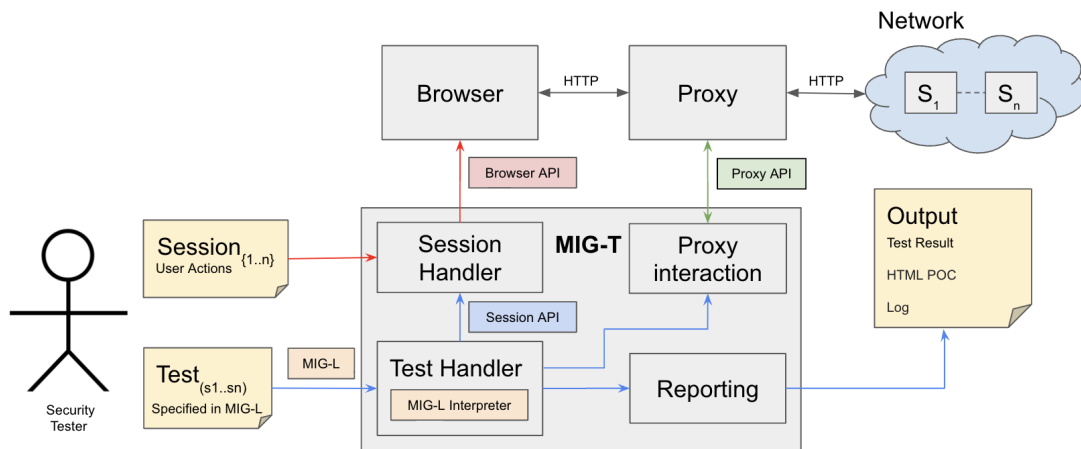 Network
Browser
HTTP
Proxy
HTTP
S1
Sn
Browser API
Proxy API
Session{1..n}
User Actions
Session
Handler
MIG-T
Proxy
interaction
Output
Test Result
HTML POC
Log
Session API
Test(s1..sn)
Specified in MIG-L
MIG-L
Test Handler
MIG-L Interpreter
Reporting
Security
Tester